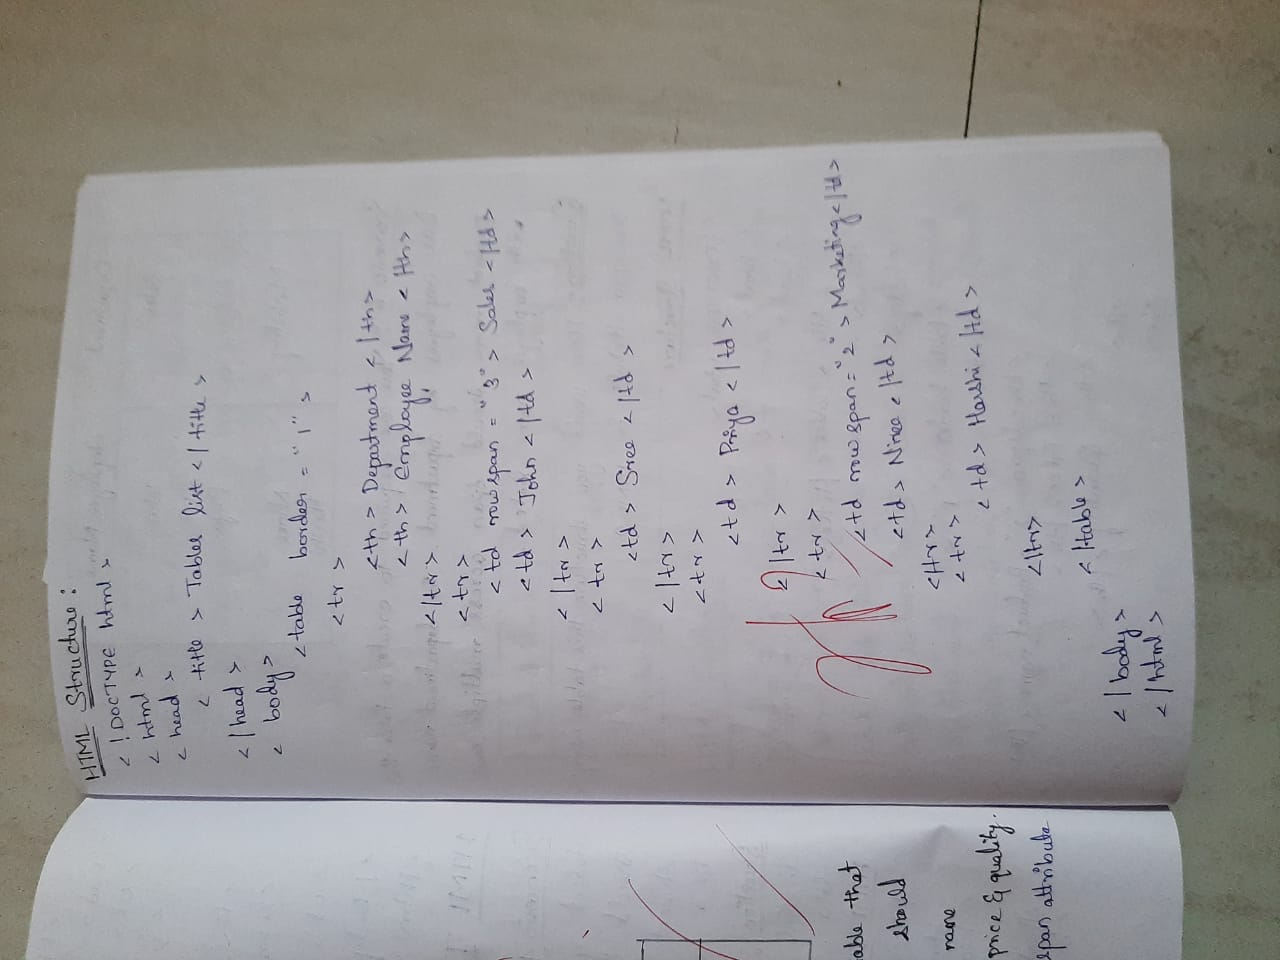 HTML Structure:
<!DOCTYPE html>
<html>
<head>
<title> Tables list </title>
</head>
<body>
<table border="1">
<tr>
<th> Department </th>
<th> Employee Name </th>
</tr>
<tr>
<td rowspan="3"> Sales </td>
<td> John </td>
</tr>
<tr>
<td> Sree </td>
</tr>
<tr>
<td> Priya </td>
</tr>
<tr>
<td rowspan="2"> Marketing </td>
<td> Niree </td>
</tr>
<tr>
<td> Harshi </td>
</tr>
</table>
</body>
</html>
able that
should
name
price & quality.
span attribute